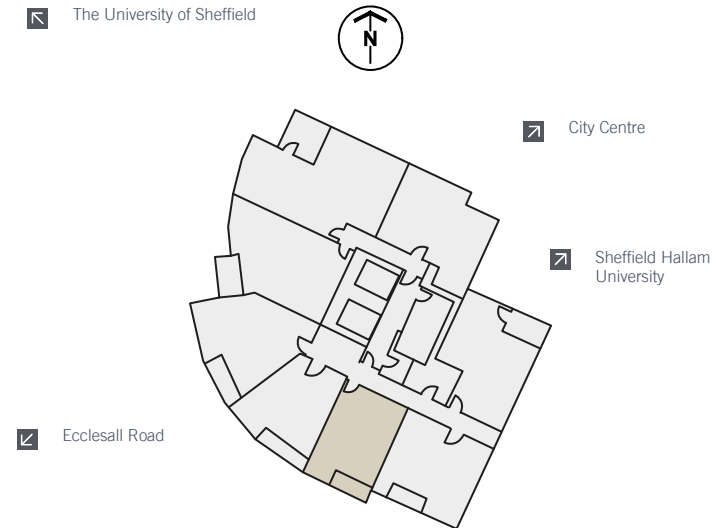 The University of Sheffield
N
City Centre
Sheffield Hallam
University
Ecclesall Road